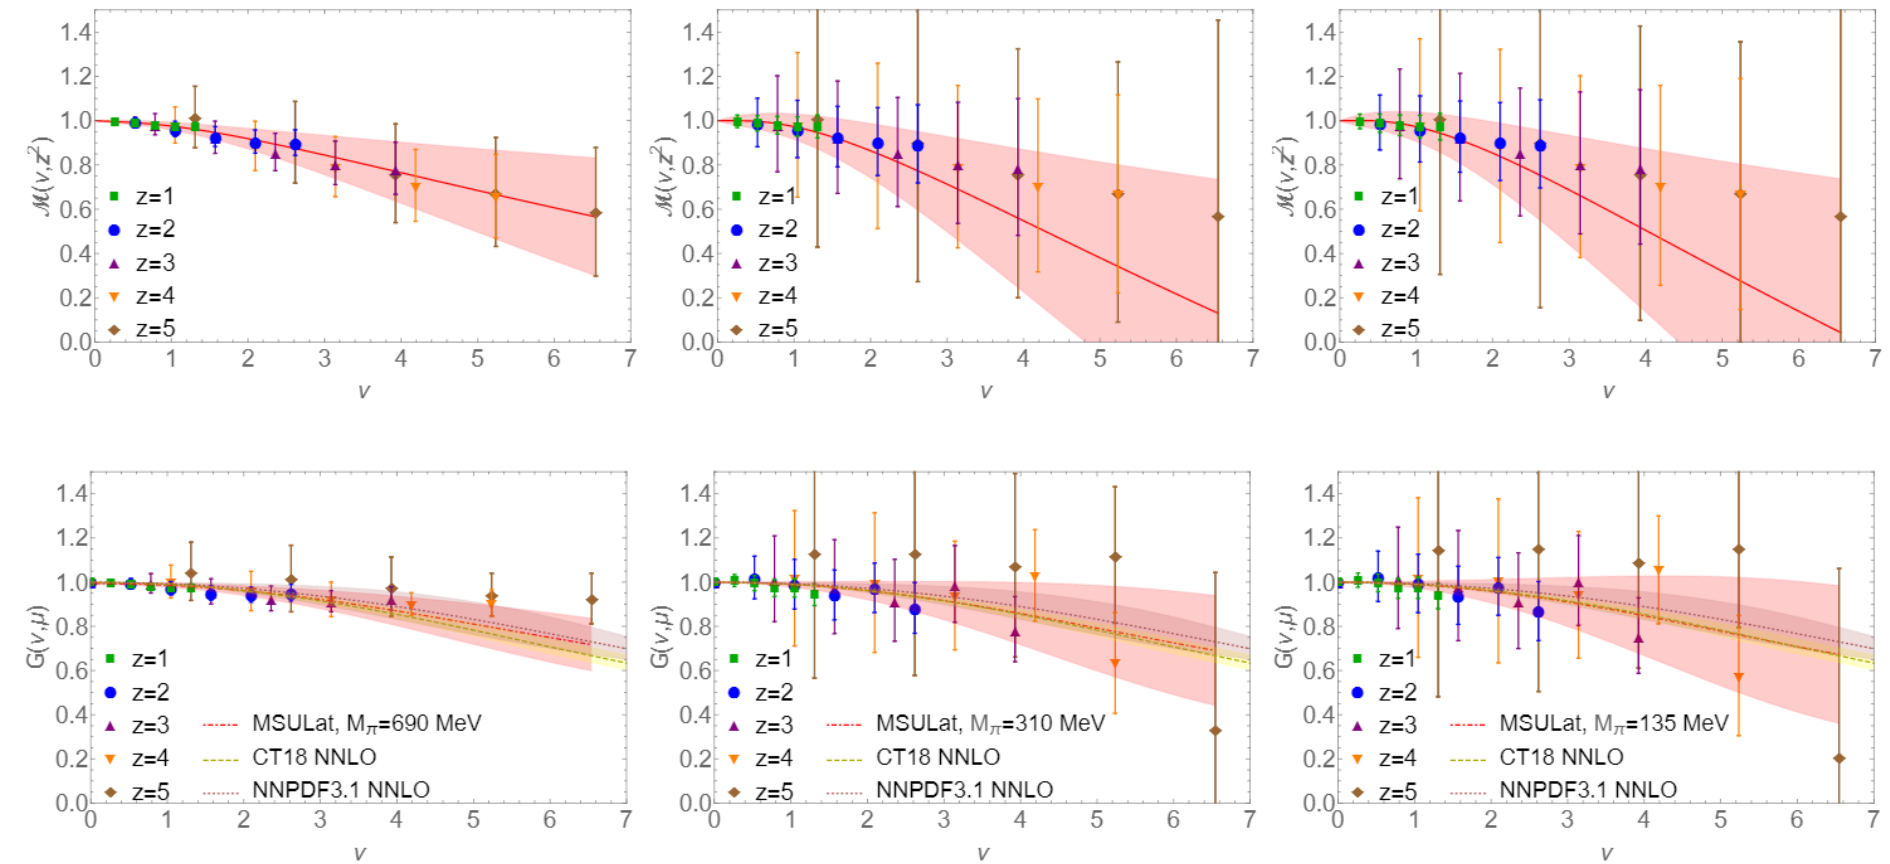 1.4
1.2
1.0
0.8
0.6
0.4
0.2
0.0
ℳ(ν,z²)
z=1
z=2
z=3
z=4
z=5
0 1 2 3 4 5 6 7
ν
1.4
1.2
1.0
0.8
0.6
0.4
0.2
0.0
ℳ(ν,z²)
z=1
z=2
z=3
z=4
z=5
0 1 2 3 4 5 6 7
ν
1.4
1.2
1.0
0.8
0.6
0.4
0.2
0.0
ℳ(ν,z²)
z=1
z=2
z=3
z=4
z=5
0 1 2 3 4 5 6 7
ν
1.4
1.2
1.0
0.8
0.6
0.4
0.2
0.0
G(ν,μ)
z=1
z=2
z=3
z=4
z=5
MSULat, Mπ=690 MeV
CT18 NNLO
NNPDF3.1 NNLO
0 1 2 3 4 5 6 7
ν
1.4
1.2
1.0
0.8
0.6
0.4
0.2
0.0
G(ν,μ)
z=1
z=2
z=3
z=4
z=5
MSULat, Mπ=310 MeV
CT18 NNLO
NNPDF3.1 NNLO
0 1 2 3 4 5 6 7
ν
1.4
1.2
1.0
0.8
0.6
0.4
0.2
0.0
G(ν,μ)
z=1
z=2
z=3
z=4
z=5
MSULat, Mπ=135 MeV
CT18 NNLO
NNPDF3.1 NNLO
0 1 2 3 4 5 6 7
ν